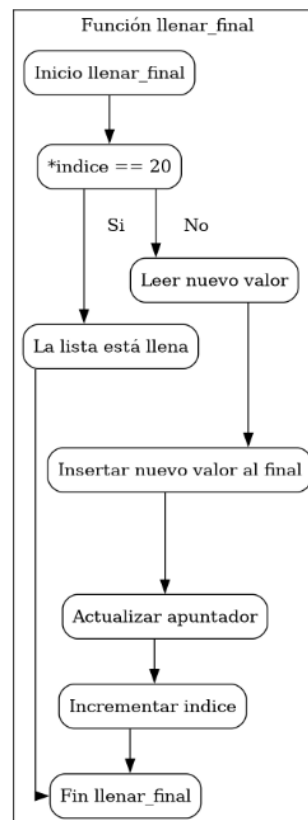 Función llenar_final
Inicio llenar_final
*indice == 20
Si
No
Leer nuevo valor
La lista está llena
Insertar nuevo valor al final
Actualizar apuntador
Incrementar indice
Fin llenar_final